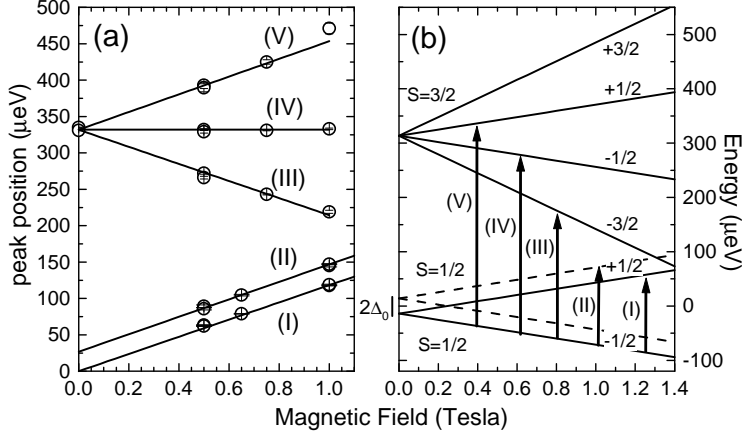 (a)
(V)
(IV)
(III)
(II)
(I)
500
450
400
350
300
250
200
150
100
50
0
peak position (μeV)
0.0 0.2 0.4 0.6 0.8 1.0
(b)
+3/2
S=3/2
+1/2
-1/2
-3/2
(V)
(IV)
(III)
(II)
(I)
S=1/2
+1/2
2Δ₀
S=1/2
-1/2
500
400
300
200
100
0
-100
Energy (μeV)
0.0 0.2 0.4 0.6 0.8 1.0 1.2 1.4
Magnetic Field (Tesla)